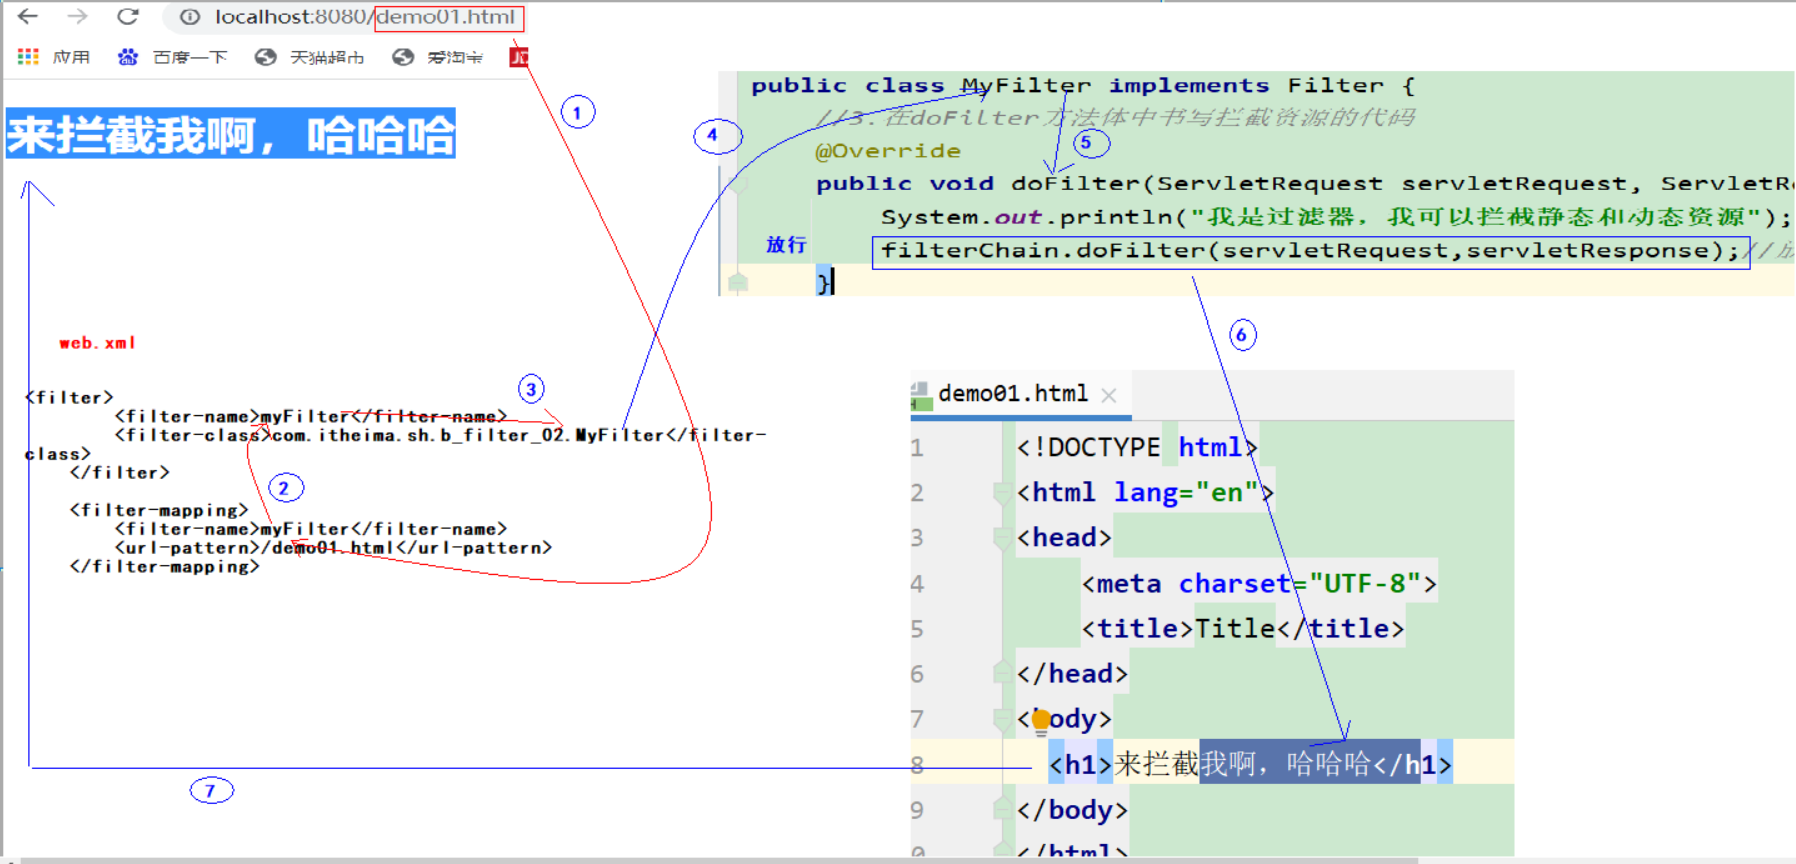 localhost:8080/demo01.html
应用 百度一下 天猫超市 爱淘宝
来拦截我啊，哈哈哈
1
web.xml
<filter>
<filter-name>myFilter</filter-name>
<filter-class>com.itheima.sh.b_filter_02.MyFilter</filter-
class>
</filter>
<filter-mapping>
<filter-name>myFilter</filter-name>
<url-pattern>/demo01.html</url-pattern>
</filter-mapping>
3
2
7
4
5
public class MyFilter implements Filter {
//3.在doFilter方法体中书写拦截资源的代码
@Override
public void doFilter(ServletRequest servletRequest, ServletR
System.out.println("我是过滤器，我可以拦截静态和动态资源");
放行
filterChain.doFilter(servletRequest,servletResponse);//
}
6
demo01.html
1 <!DOCTYPE html>
2 <html lang="en">
3 <head>
4 <meta charset="UTF-8">
5 <title>Title</title>
6 </head>
7 <body>
8 <h1>来拦截我啊，哈哈哈</h1>
9 </body>
</html>